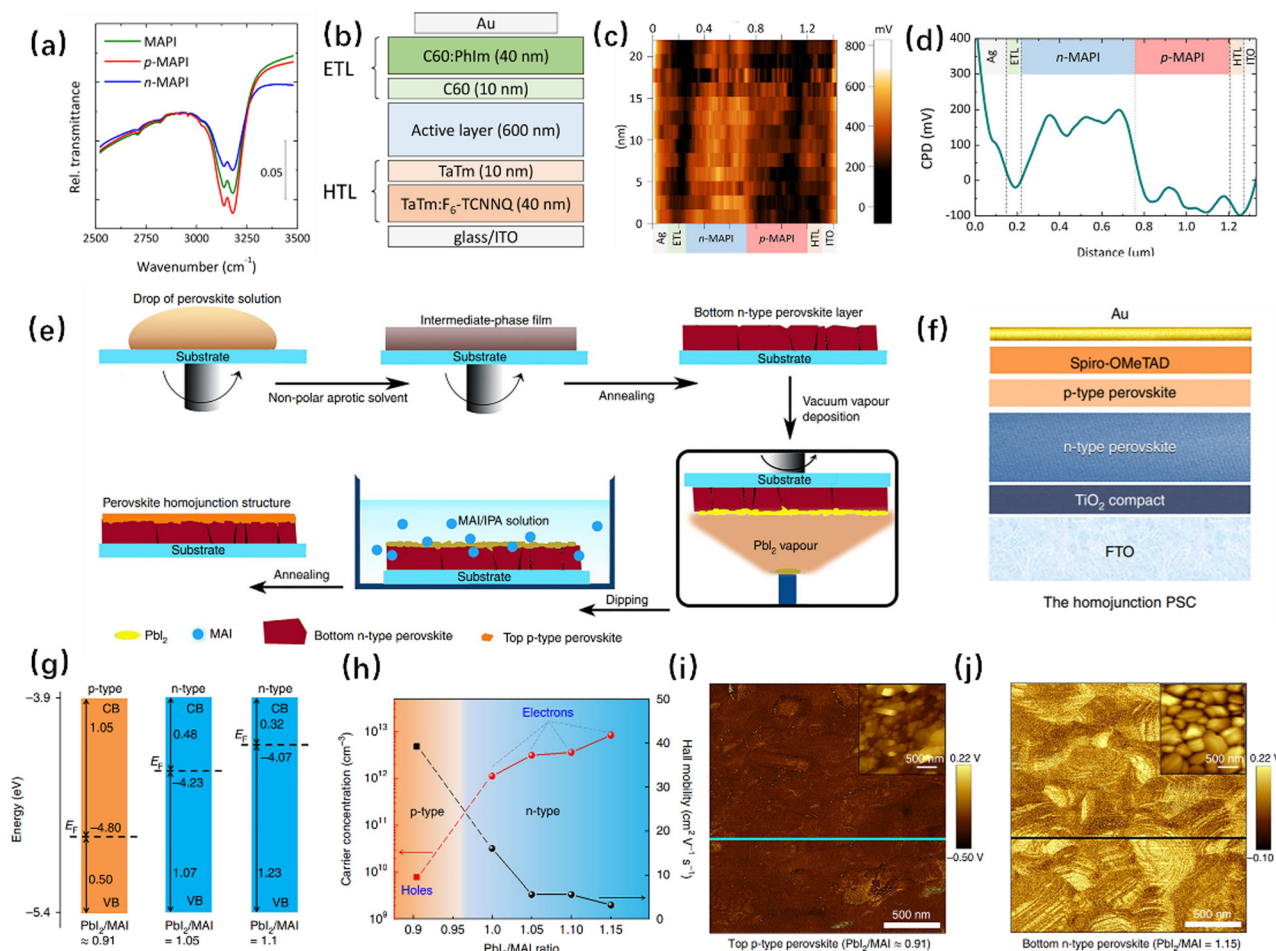 (a)
MAPI
p-MAPI
n-MAPI
0.05
Rel. transmittance
2500 2750 3000 3250 3500
Wavenumber (cm⁻¹)
(b)
Au
ETL
C60:PhIm (40 nm)
C60 (10 nm)
Active layer (600 nm)
HTL
TaTm (10 nm)
TaTm:F₆-TCNNQ (40 nm)
glass/ITO
(c)
0 0.4 0.8 1.2
mV
800
600
400
200
0
20
18
16
14
12
10
8
6
4
2
0
(nm)
Ag ETL n-MAPI p-MAPI HTL ITO
(d)
Ag ETL n-MAPI p-MAPI HTL ITO
400
300
200
100
0
-100
CPD (mV)
0.0 0.2 0.4 0.6 0.8 1.0 1.2
Distance (um)
(e)
Drop of perovskite solution
Substrate
Non-polar aprotic solvent
Intermediate-phase film
Substrate
Annealing
Bottom n-type perovskite layer
Substrate
Vacuum vapour
deposition
Substrate
PbI₂ vapour
Dipping
MAI/IPA solution
Substrate
Annealing
Perovskite homojunction structure
Substrate
PbI₂
MAI
Bottom n-type perovskite
Top p-type perovskite
(f)
Au
Spiro-OMeTAD
p-type perovskite
n-type perovskite
TiO₂ compact
FTO
The homojunction PSC
(g)
p-type n-type n-type
−3.9
−5.4
Energy (eV)
CB
1.05
E_F
−4.80
0.50
VB
CB
0.48
E_F
−4.23
1.07
VB
CB
0.32
E_F
−4.07
1.23
VB
PbI₂/MAI
≈ 0.91
PbI₂/MAI
= 1.05
PbI₂/MAI
= 1.1
(h)
Carrier concentration (cm⁻³)
10¹³
10¹²
10¹¹
10¹⁰
10⁹
Electrons
p-type
n-type
Holes
50
40
30
20
10
0
Hall mobility (cm² V⁻¹ s⁻¹)
0.9 0.95 1.0 1.05 1.10 1.15
PbI₂/MAI ratio
(i)
500 nm
0.22 V
−0.50 V
500 nm
Top p-type perovskite (PbI₂/MAI ≈ 0.91)
(j)
500 nm
0.22 V
−0.10
500 nm
Bottom n-type perovskite (PbI₂/MAI = 1.15)